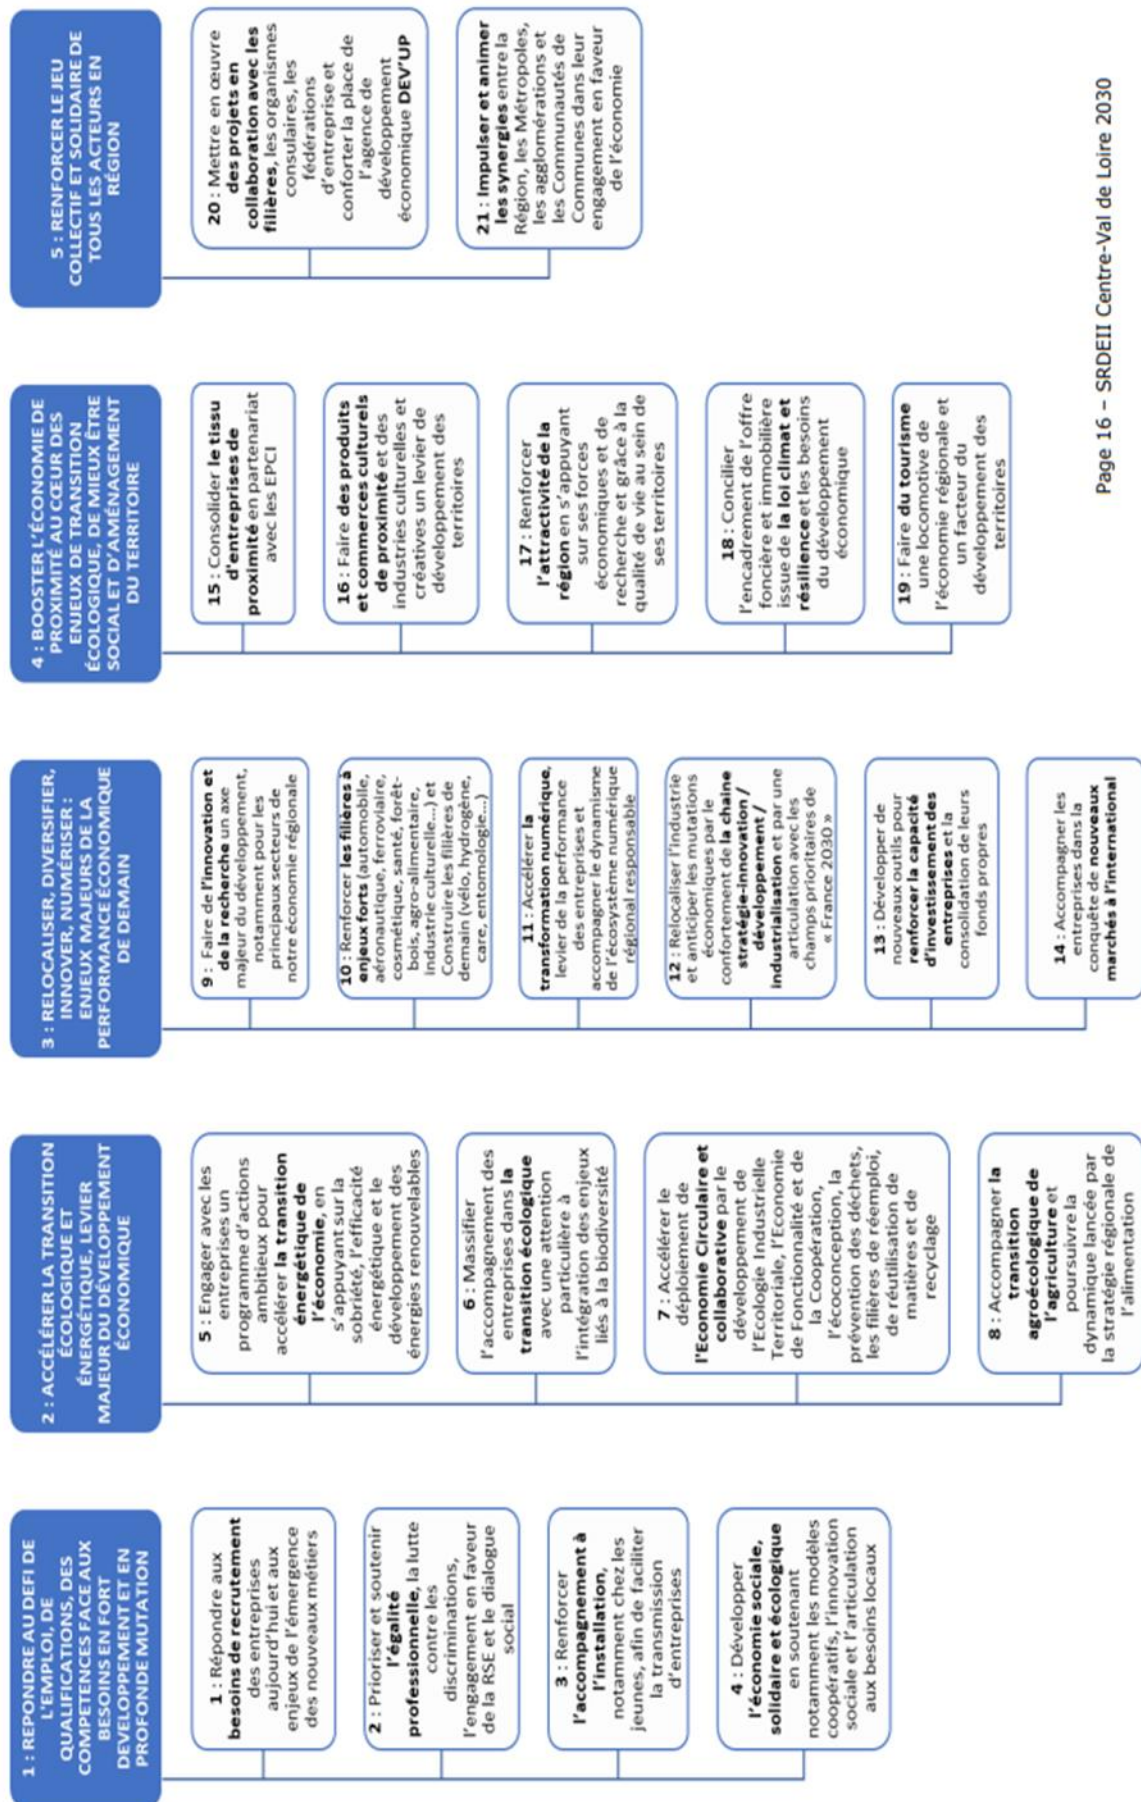 1 : REPONDRE AU DEFI DE
L'EMPLOI, DE
QUALIFICATIONS, DES
COMPETENCES FACE AUX
BESOINS EN FORT
DEVELOPPEMENT ET EN
PROFONDE MUTATION
1 : Répondre aux
besoins de recrutement
des entreprises
aujourd'hui et aux
enjeux de l'émergence
des nouveaux métiers
2 : Prioriser et soutenir
l'égalité
professionnelle, la lutte
contre les
discriminations,
l'engagement en faveur
de la RSE et le dialogue
social
3 : Renforcer
l'accompagnement à
l'installation,
notamment chez les
jeunes, afin de faciliter
la transmission
d'entreprises
4 : Développer
l'économie sociale,
solidaire et écologique
en soutenant
notamment les modèles
coopératifs, l'innovation
sociale et l'articulation
aux besoins locaux
2 : ACCÉLÉRER LA TRANSITION
ÉCOLOGIQUE ET
ÉNERGÉTIQUE, LEVIER
MAJEUR DU DÉVELOPPEMENT
ÉCONOMIQUE
5 : Engager avec les
entreprises un
programme d'actions
ambitieux pour
accélérer la transition
énergétique de
l'économie, en
s'appuyant sur la
sobriété, l'efficacité
énergétique et le
développement des
énergies renouvelables
6 : Massifier
l'accompagnement des
entreprises dans la
transition écologique
avec une attention
particulière à
l'intégration des enjeux
liés à la biodiversité
7 : Accélérer le
déploiement de
l'Economie Circulaire et
collaborative par le
développement de
l'Ecologie Industrielle
Territoriale, l'Economie
de Fonctionnalité et de
la Coopération,
l'écoconception, la
prévention des déchets,
les filières de réemploi,
de réutilisation de
matières et de
recyclage
8 : Accompagner la
transition
agroécologique de
l'agriculture et
poursuivre la
dynamique lancée par
la stratégie régionale de
l'alimentation
3 : RELOCALISER, DIVERSIFIER,
INNOVER, NUMÉRISER :
ENJEUX MAJEURS DE LA
PERFORMANCE ÉCONOMIQUE
DE DEMAIN
9 : Faire de l'innovation et
de la recherche un axe
majeur du développement,
notamment pour les
principaux secteurs de
notre économie régionale
10 : Renforcer les filières à
enjeux forts (automobile,
aéronautique, ferroviaire,
cosmétique, santé, forêt-
bois, agro-alimentaire,
industrie culturelle...) et
Construire les filières de
demain (vélo, hydrogène,
care, entomologie...)
11 : Accélérer la
transformation numérique,
levier de la performance
des entreprises et
accompagner le dynamisme
de l'écosystème numérique
régional responsable
12 : Relocaliser l'industrie
et anticiper les mutations
économiques par le
confortement de la chaine
stratégie-innovation /
développement /
industrialisation et par une
articulation avec les
champs prioritaires de
« France 2030 »
13 : Développer de
nouveaux outils pour
renforcer la capacité
d'investissement des
entreprises et la
consolidation de leurs
fonds propres
14 : Accompagner les
entreprises dans la
conquête de nouveaux
marchés à l'international
4 : BOOSTER L'ÉCONOMIE DE
PROXIMITÉ AU CŒUR DES
ENJEUX DE TRANSITION
ÉCOLOGIQUE, DE MIEUX ÊTRE
SOCIAL ET D'AMÉNAGEMENT
DU TERRITOIRE
15 : Consolider le tissu
d'entreprises de
proximité en partenariat
avec les EPCI
16 : Faire des produits
et commerces culturels
de proximité et des
industries culturelles et
créatives un levier de
développement des
territoires
17 : Renforcer
l'attractivité de la
région en s'appuyant
sur ses forces
économiques et de
recherche et grâce à la
qualité de vie au sein de
ses territoires
18 : Concilier
l'encadrement de l'offre
foncière et immobilière
issue de la loi climat et
résilience et les besoins
du développement
économique
19 : Faire du tourisme
une locomotive de
l'économie régionale et
un facteur du
développement des
territoires
5 : RENFORCER LE JEU
COLLECTIF ET SOLIDAIRE DE
TOUS LES ACTEURS EN
RÉGION
20 : Mettre en œuvre
des projets en
collaboration avec les
filières, les organismes
consulaires, les
fédérations
d'entreprise et
conforter la place de
l'agence de
développement
économique DEV'UP
21 : Impulser et animer
les synergies entre la
Région, les Métropoles,
les agglomérations et
les Communautés de
Communes dans leur
engagement en faveur
de l'économie
Page 16 – SRDEII Centre-Val de Loire 2030